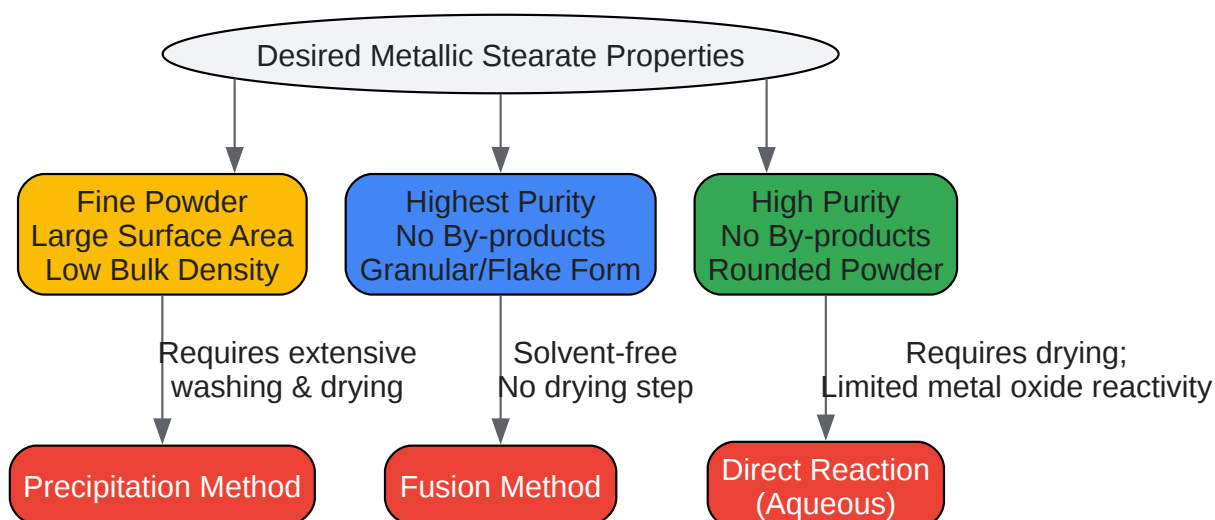 Desired Metallic Stearate Properties
Fine Powder
Large Surface Area
Low Bulk Density
Highest Purity
No By-products
Granular/Flake Form
High Purity
No By-products
Rounded Powder
Requires extensive
washing & drying
Solvent-free
No drying step
Requires drying;
Limited metal oxide reactivity
Precipitation Method
Fusion Method
Direct Reaction
(Aqueous)